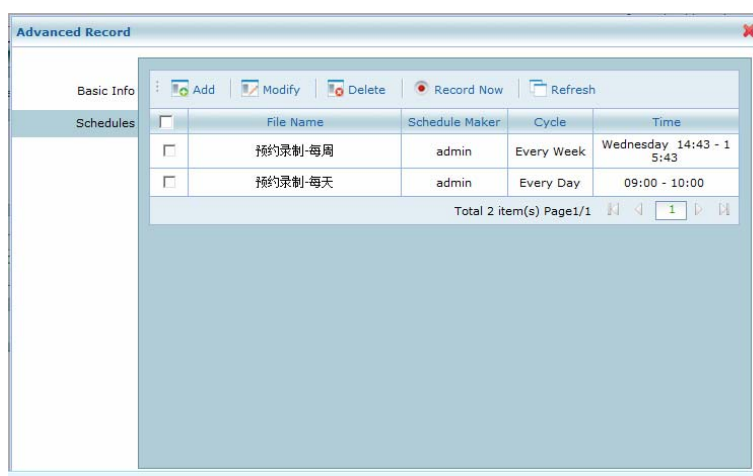 Advanced Record
Basic Info
Schedules
Add Modify Delete Record Now Refresh
File Name Schedule Maker Cycle Time
预约录制-每周 admin Every Week Wednesday 14:43 - 1
5:43
预约录制-每天 admin Every Day 09:00 - 10:00
Total 2 item(s) Page1/1 1